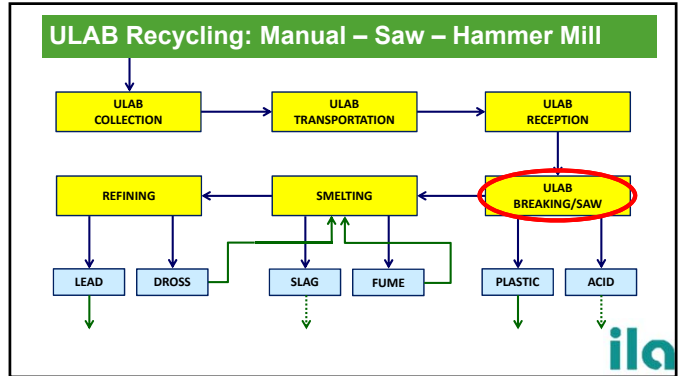 ULAB Recycling: Manual – Saw – Hammer Mill
ULAB
COLLECTION
ULAB
TRANSPORTATION
ULAB
RECEPTION
REFINING
SMELTING
ULAB
BREAKING/SAW
LEAD
DROSS
SLAG
FUME
PLASTIC
ACID
ila